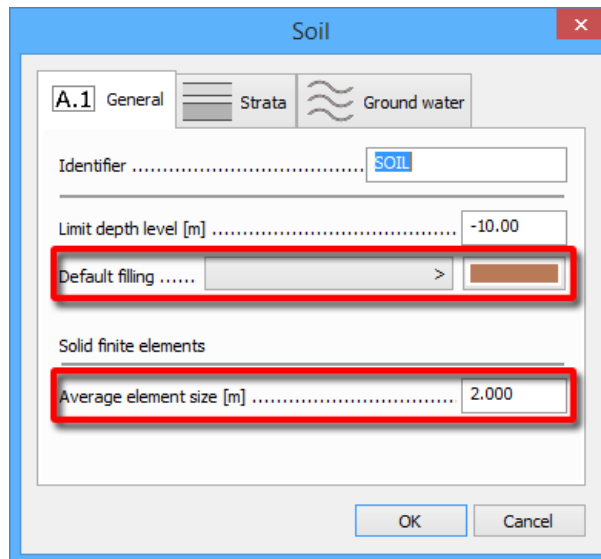 Soil
A.1 General Strata Ground water
Identifier ...................................... SOIL
Limit depth level [m] .......................................... -10.00
Default filling ...... >
Solid finite elements
Average element size [m] ................................... 2.000
OK Cancel